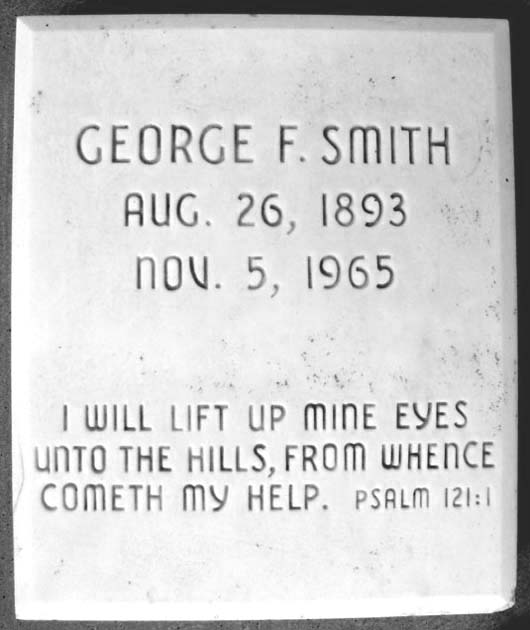 GEORGE F. SMITH
AUG. 26, 1893
NOV. 5, 1965
I WILL LIFT UP MINE EYES
UNTO THE HILLS, FROM WHENCE
COMETH MY HELP. PSALM 121:1